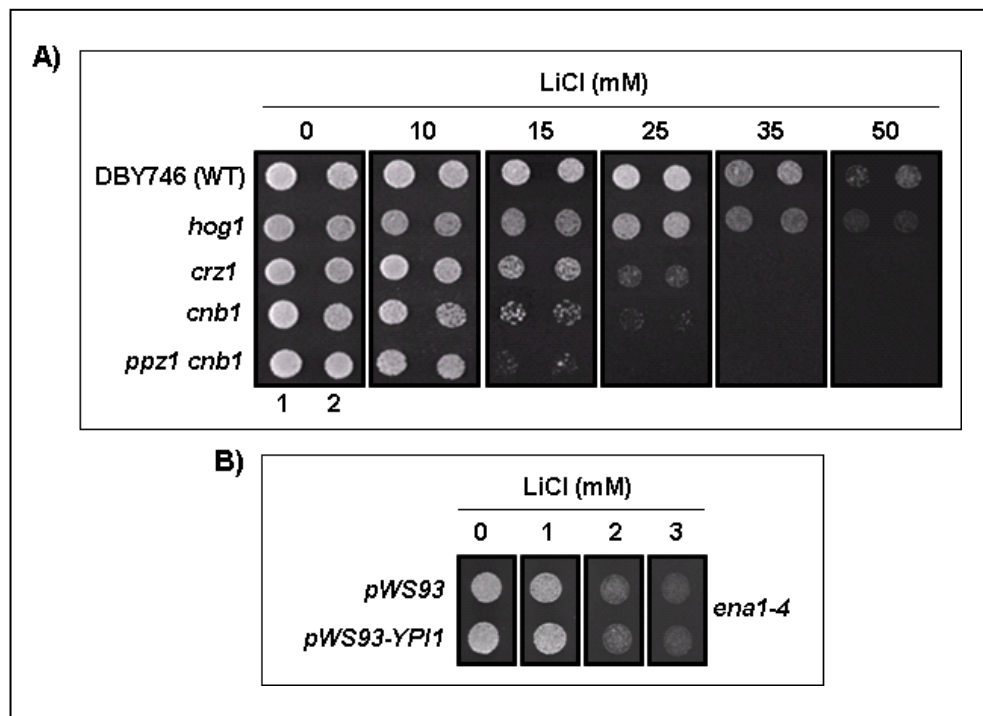 A)
LiCl (mM)
0 10 15 25 35 50
DBY746 (WT)
hog1
crz1
cnb1
ppz1 cnb1
1 2
B)
LiCl (mM)
0 1 2 3
pWS93
pWS93-YPI1
ena1-4